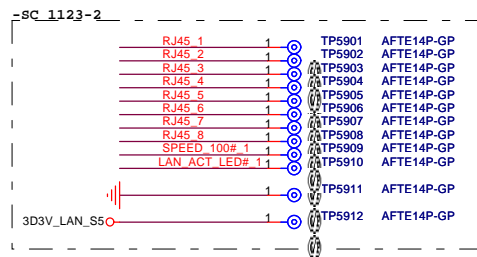 -SC 1123-2
RJ45_1 1 TP5901 AFTE14P-GP
RJ45_2 1 TP5902 AFTE14P-GP
RJ45_3 1 TP5903 AFTE14P-GP
RJ45_4 1 TP5904 AFTE14P-GP
RJ45_5 1 TP5905 AFTE14P-GP
RJ45_6 1 TP5906 AFTE14P-GP
RJ45_7 1 TP5907 AFTE14P-GP
RJ45_8 1 TP5908 AFTE14P-GP
SPEED_100#_1 1 TP5909 AFTE14P-GP
LAN_ACT_LED#_1 1 TP5910 AFTE14P-GP
1 TP5911 AFTE14P-GP
3D3V_LAN_S5 1 TP5912 AFTE14P-GP